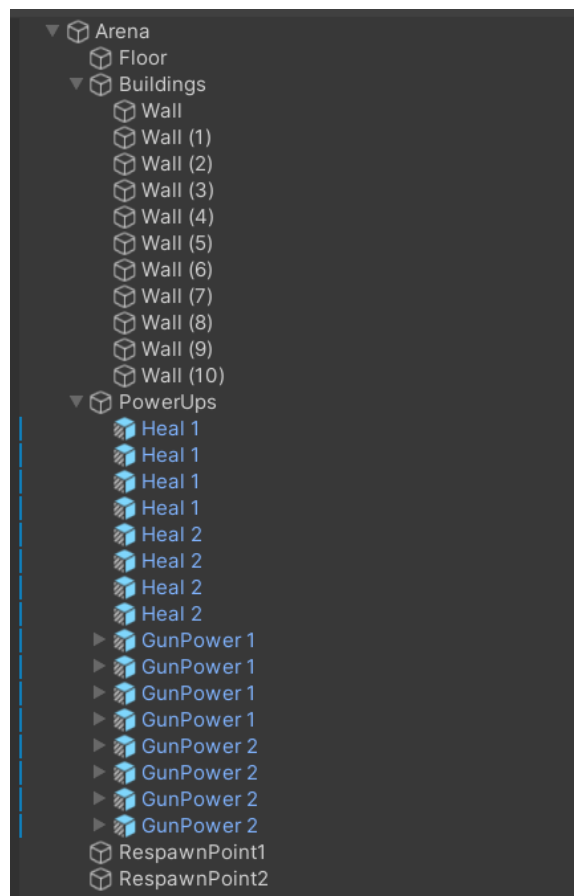 Arena
Floor
Buildings
Wall
Wall (1)
Wall (2)
Wall (3)
Wall (4)
Wall (5)
Wall (6)
Wall (7)
Wall (8)
Wall (9)
Wall (10)
PowerUps
Heal 1
Heal 1
Heal 1
Heal 1
Heal 2
Heal 2
Heal 2
Heal 2
GunPower 1
GunPower 1
GunPower 1
GunPower 1
GunPower 2
GunPower 2
GunPower 2
GunPower 2
RespawnPoint1
RespawnPoint2